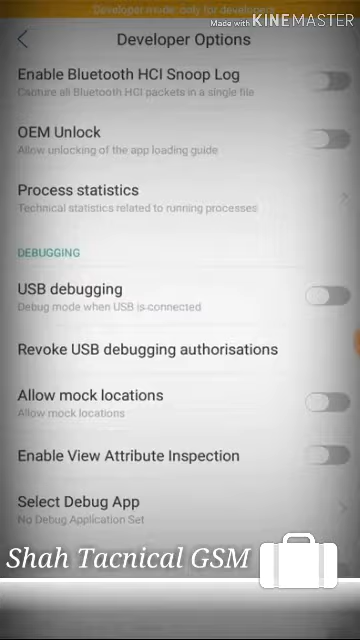 Developer mode: only for developers
Made with KINEMASTER
Developer Options
Enable Bluetooth HCI Snoop Log
Capture all Bluetooth HCI packets in a single file
OEM Unlock
Allow unlocking of the app loading guide
Process statistics
Technical statistics related to running processes
DEBUGGING
USB debugging
Debug mode when USB is connected
Revoke USB debugging authorisations
Allow mock locations
Allow mock locations
Enable View Attribute Inspection
Select Debug App
No Debug Application Set
Shah Tacnical GSM